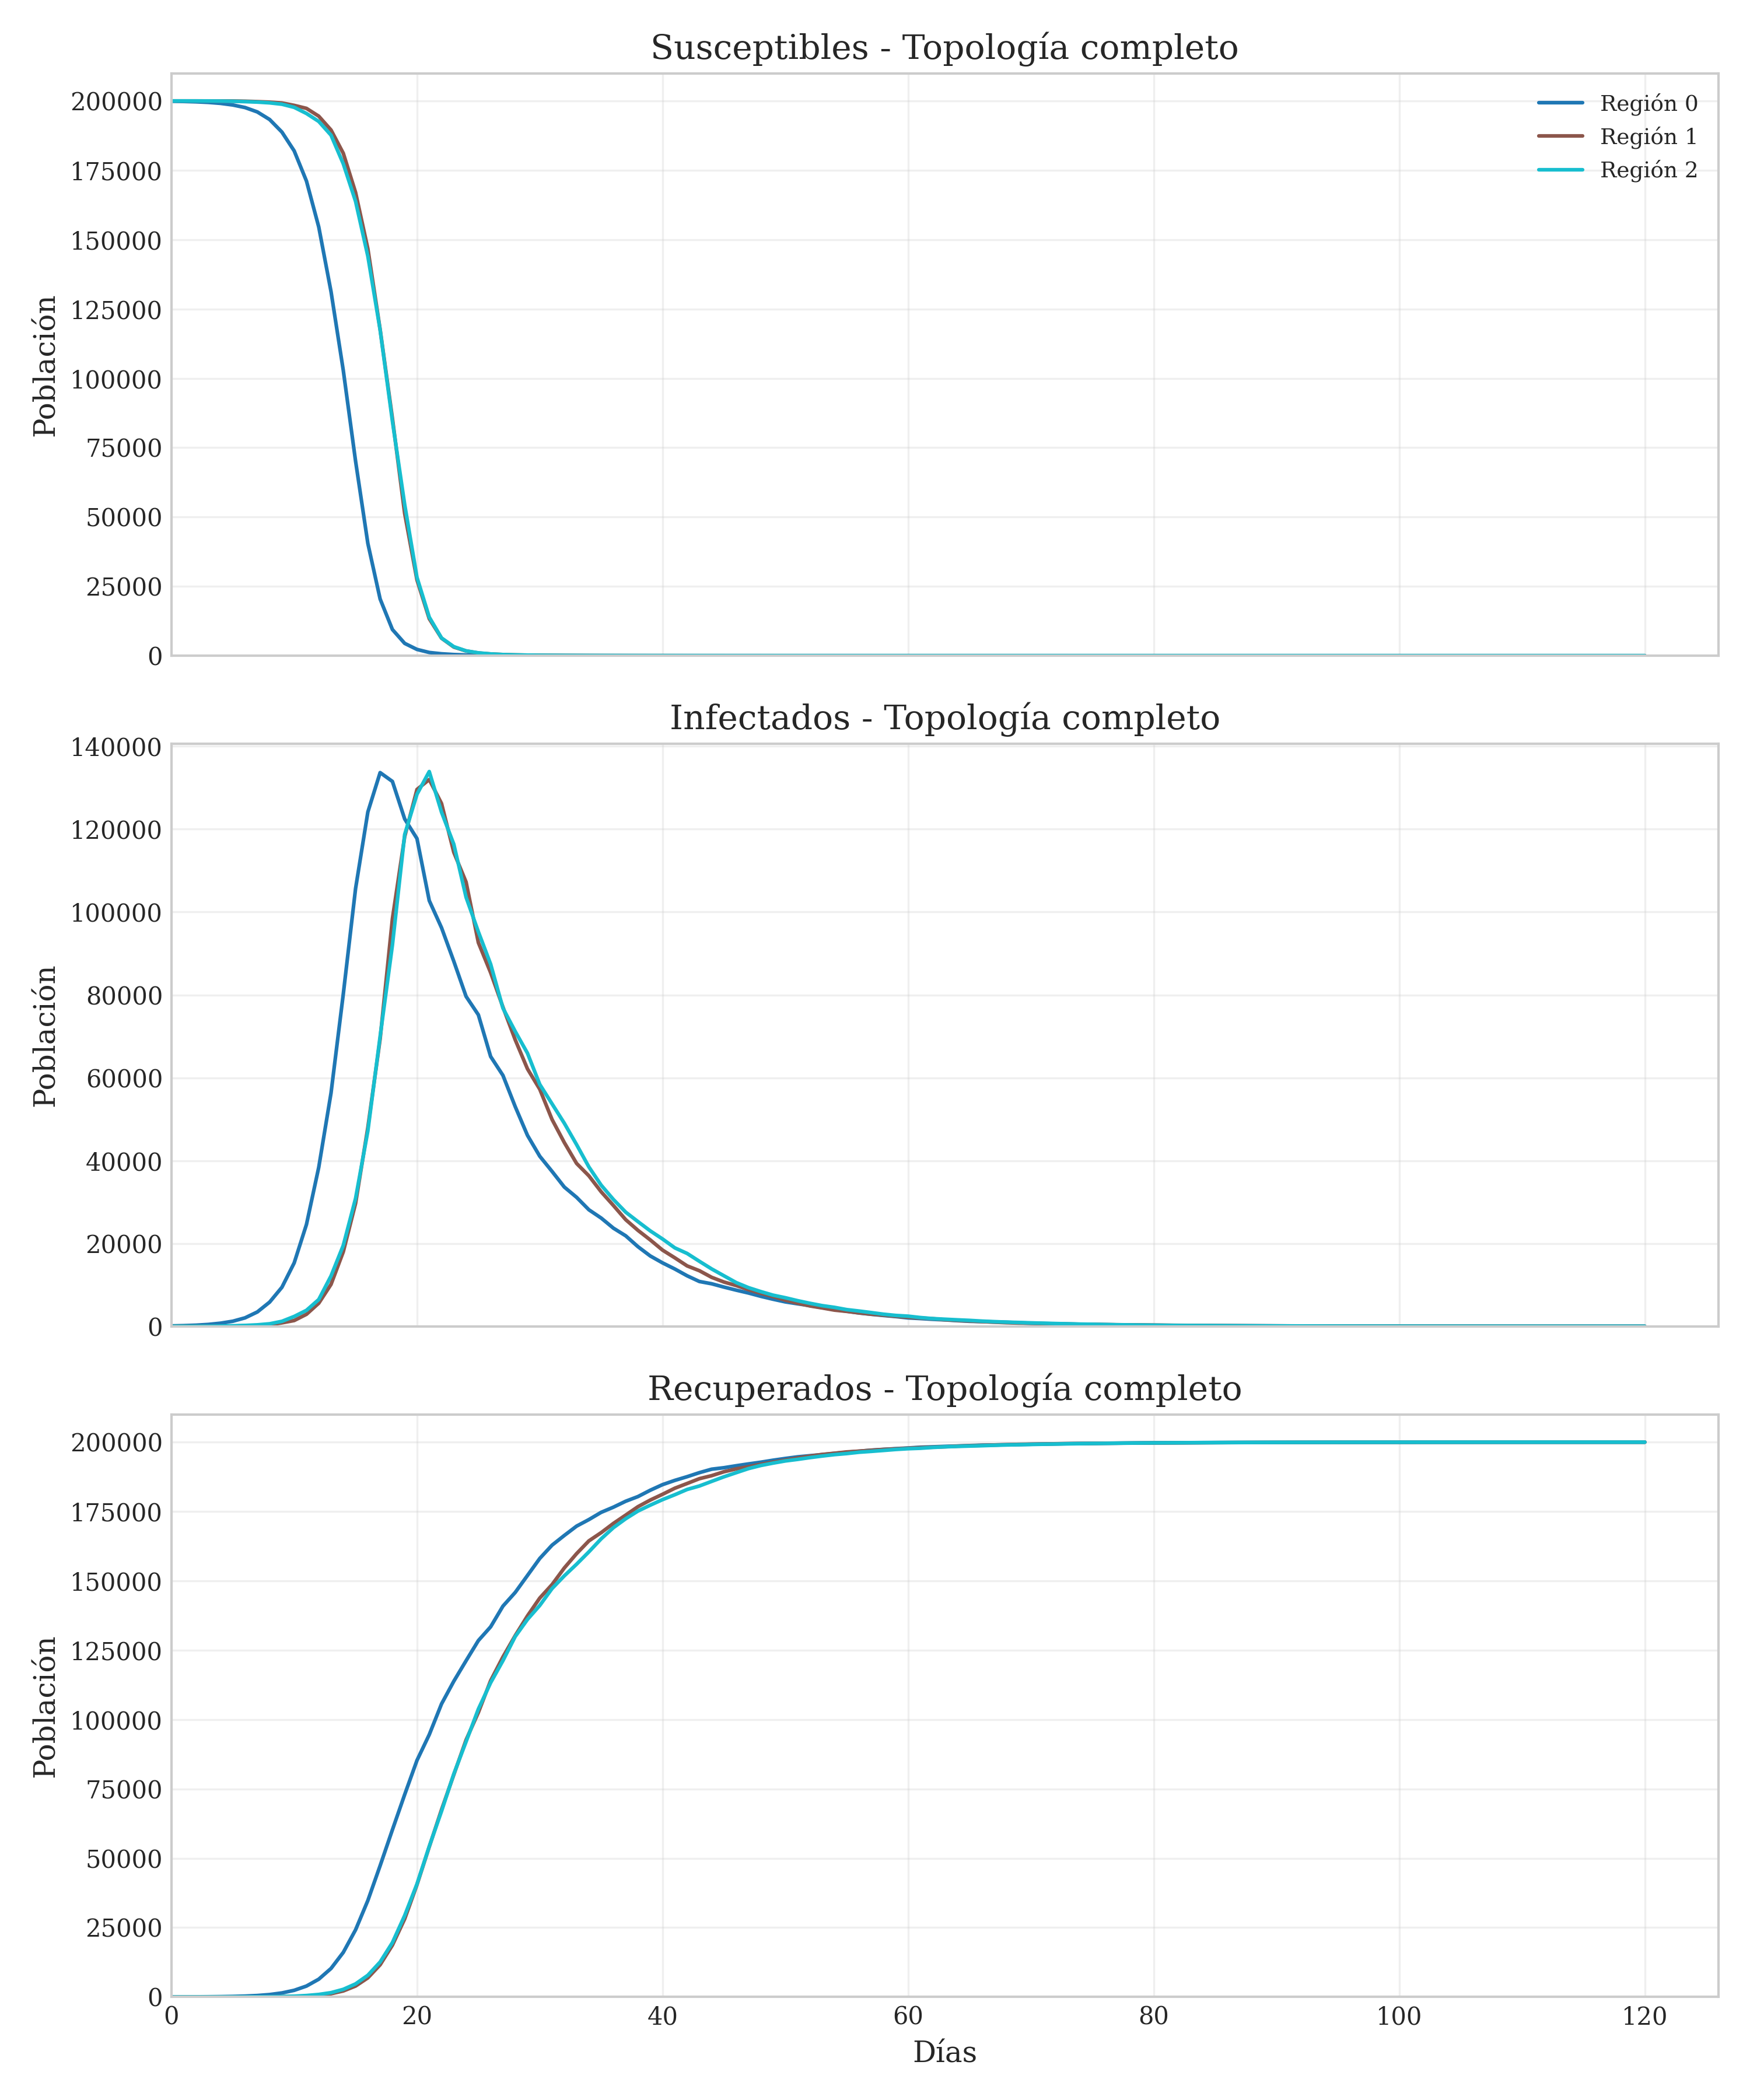 Susceptibles - Topología completo
200000
175000
150000
125000
100000
75000
50000
25000
0
Población
Región 0
Región 1
Región 2
Infectados - Topología completo
140000
120000
100000
80000
60000
40000
20000
0
Población
Recuperados - Topología completo
200000
175000
150000
125000
100000
75000
50000
25000
0
Población
0 20 40 60 80 100 120
Días